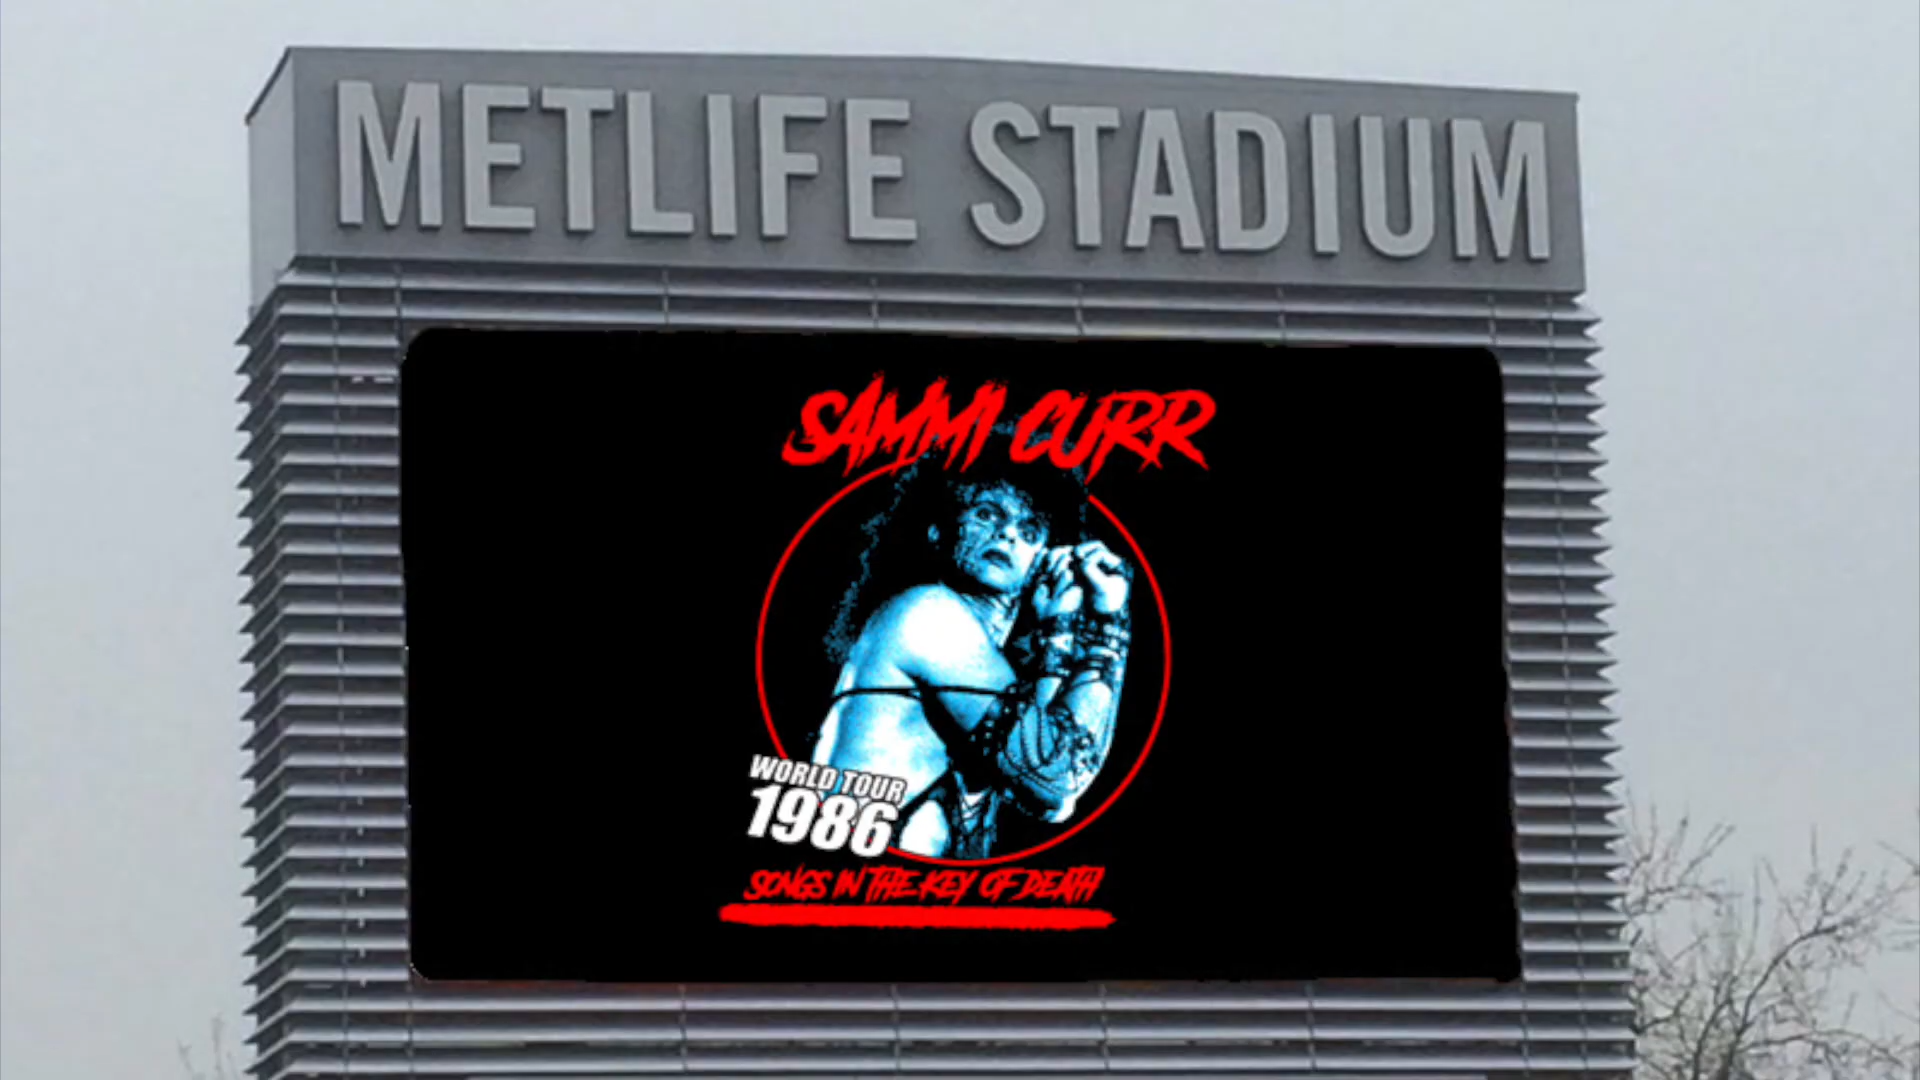 METLIFE STADIUM
SAMMI CURR
WORLD TOUR
1986
SONGS IN THE KEY OF DEATH